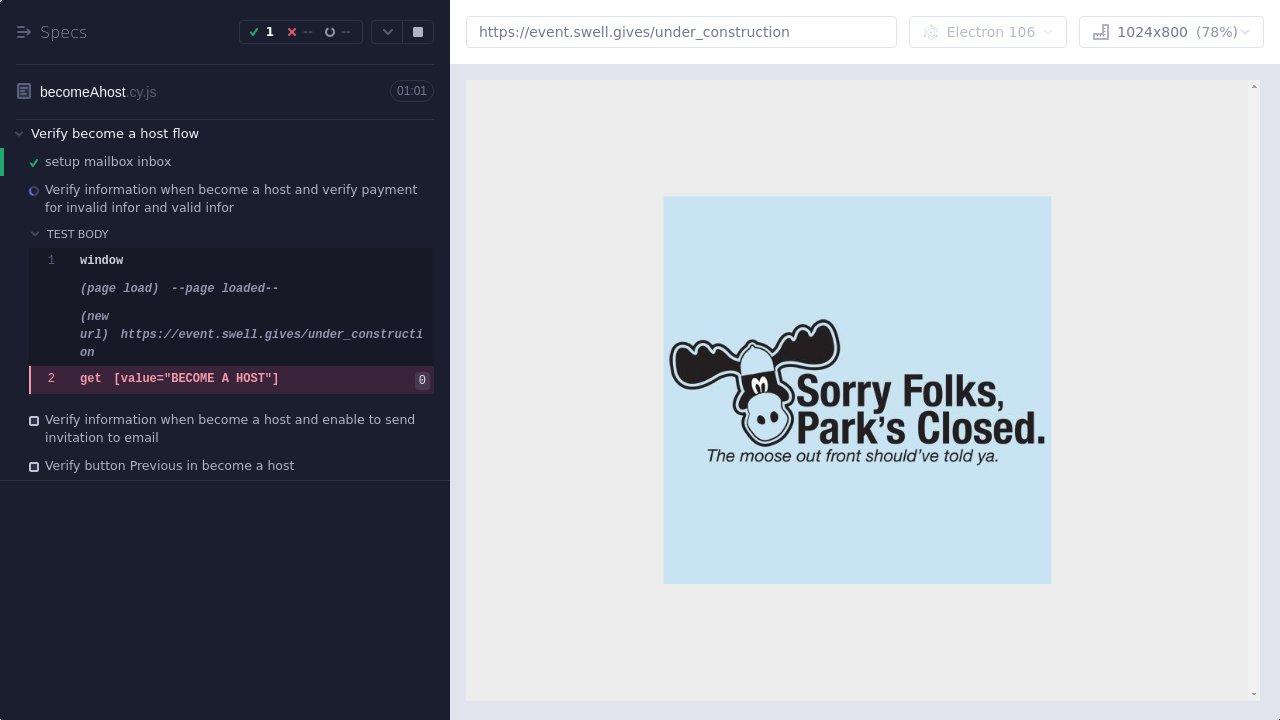 Specs
1
--
--
https://event.swell.gives/under_construction
Electron 106
1024x800 (78%)
becomeAhost.cy.js
01:01
Verify become a host flow
setup mailbox inbox
Verify information when become a host and verify payment
for invalid infor and valid infor
TEST BODY
1 window
(page load) --page loaded--
(new
url) https://event.swell.gives/under_constructi
on
2 get [value="BECOME A HOST"] 0
Verify information when become a host and enable to send
invitation to email
Verify button Previous in become a host
Sorry Folks,
Park's Closed.
The moose out front should've told ya.